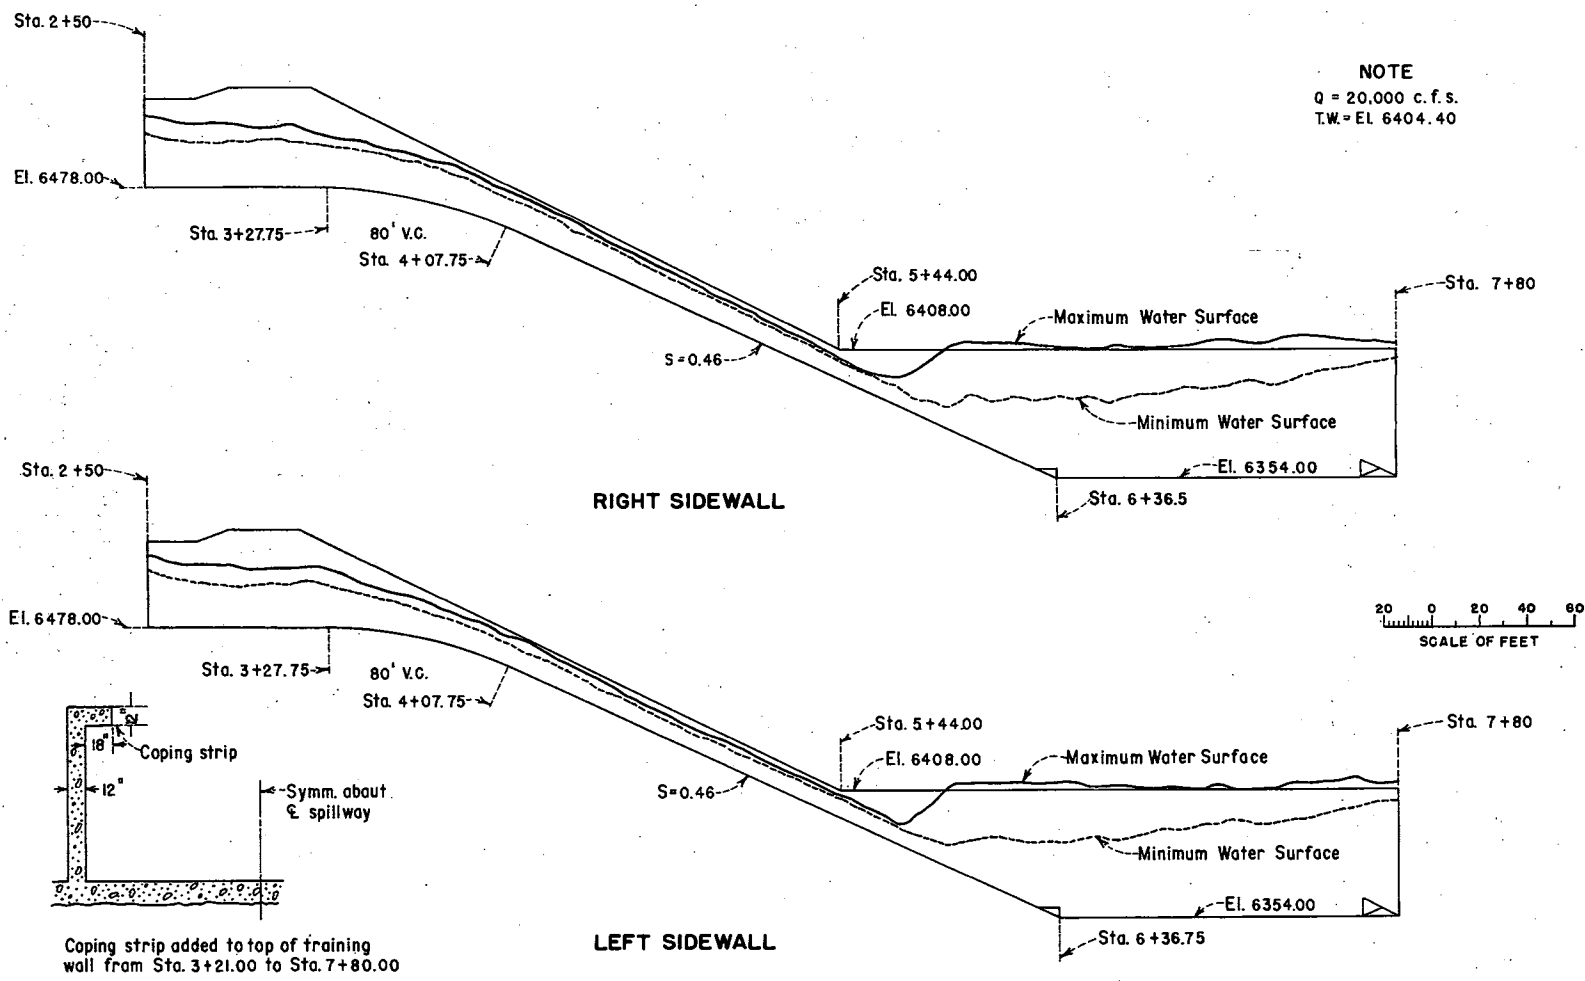 Sta. 2+50
NOTE
Q = 20,000 c.f.s.
T.W. = El. 6404.40
El. 6478.00
Sta. 3+27.75
80' V.C.
Sta. 4+07.75
Sta. 5+44.00
El. 6408.00
Sta. 7+80
Maximum Water Surface
S=0.46
Minimum Water Surface
El. 6354.00
Sta. 6+36.5
RIGHT SIDEWALL
Sta. 2+50
El. 6478.00
Sta. 3+27.75
80' V.C.
Sta. 4+07.75
20 0 20 40 60
SCALE OF FEET
Sta. 5+44.00
El. 6408.00
Sta. 7+80
Maximum Water Surface
S=0.46
Minimum Water Surface
El. 6354.00
Sta. 6+36.75
LEFT SIDEWALL
12"
18"
Coping strip
12"
Symm. about
℄ spillway
Coping strip added to top of training
wall from Sta. 3+21.00 to Sta. 7+80.00